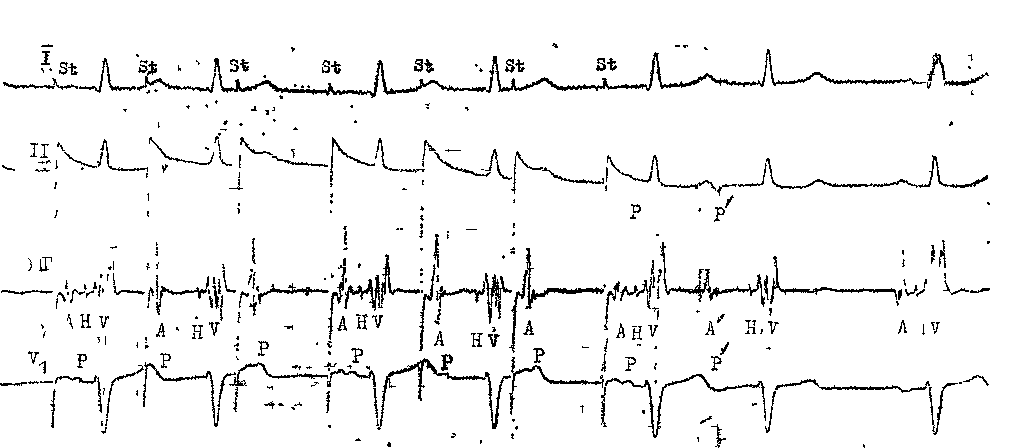 I
St St St St St St St
II
P P′
A H V A H V A A H V A H V A A H V A′ H V A V
V1 P P P P P P P P′